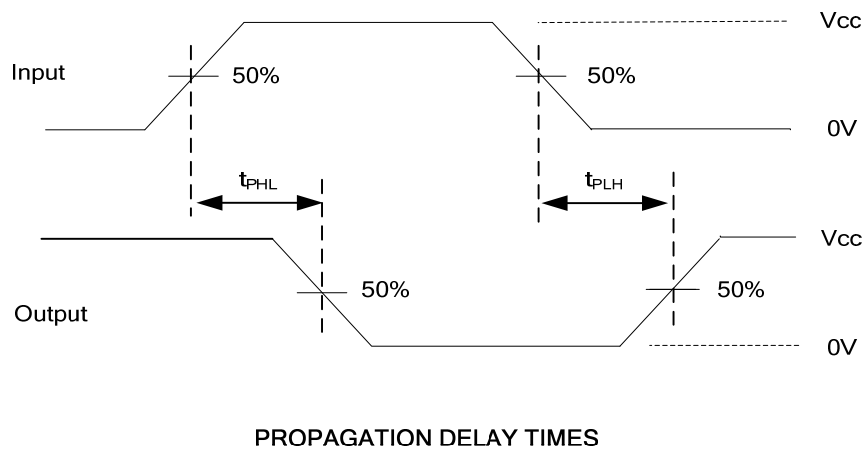 Vcc
Input
50%
50%
0V
tPHL
tPLH
Vcc
50%
50%
Output
0V
PROPAGATION DELAY TIMES